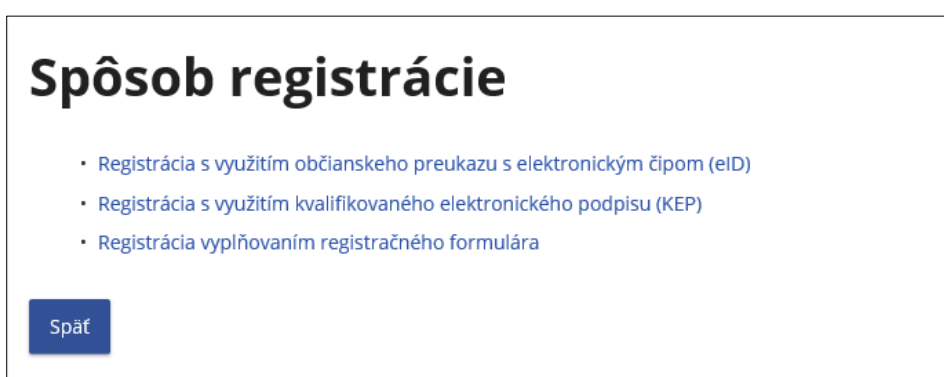 Spôsob registrácie
• Registrácia s využitím občianskeho preukazu s elektronickým čipom (eID)
• Registrácia s využitím kvalifikovaného elektronického podpisu (KEP)
• Registrácia vyplňovaním registračného formulára
Späť